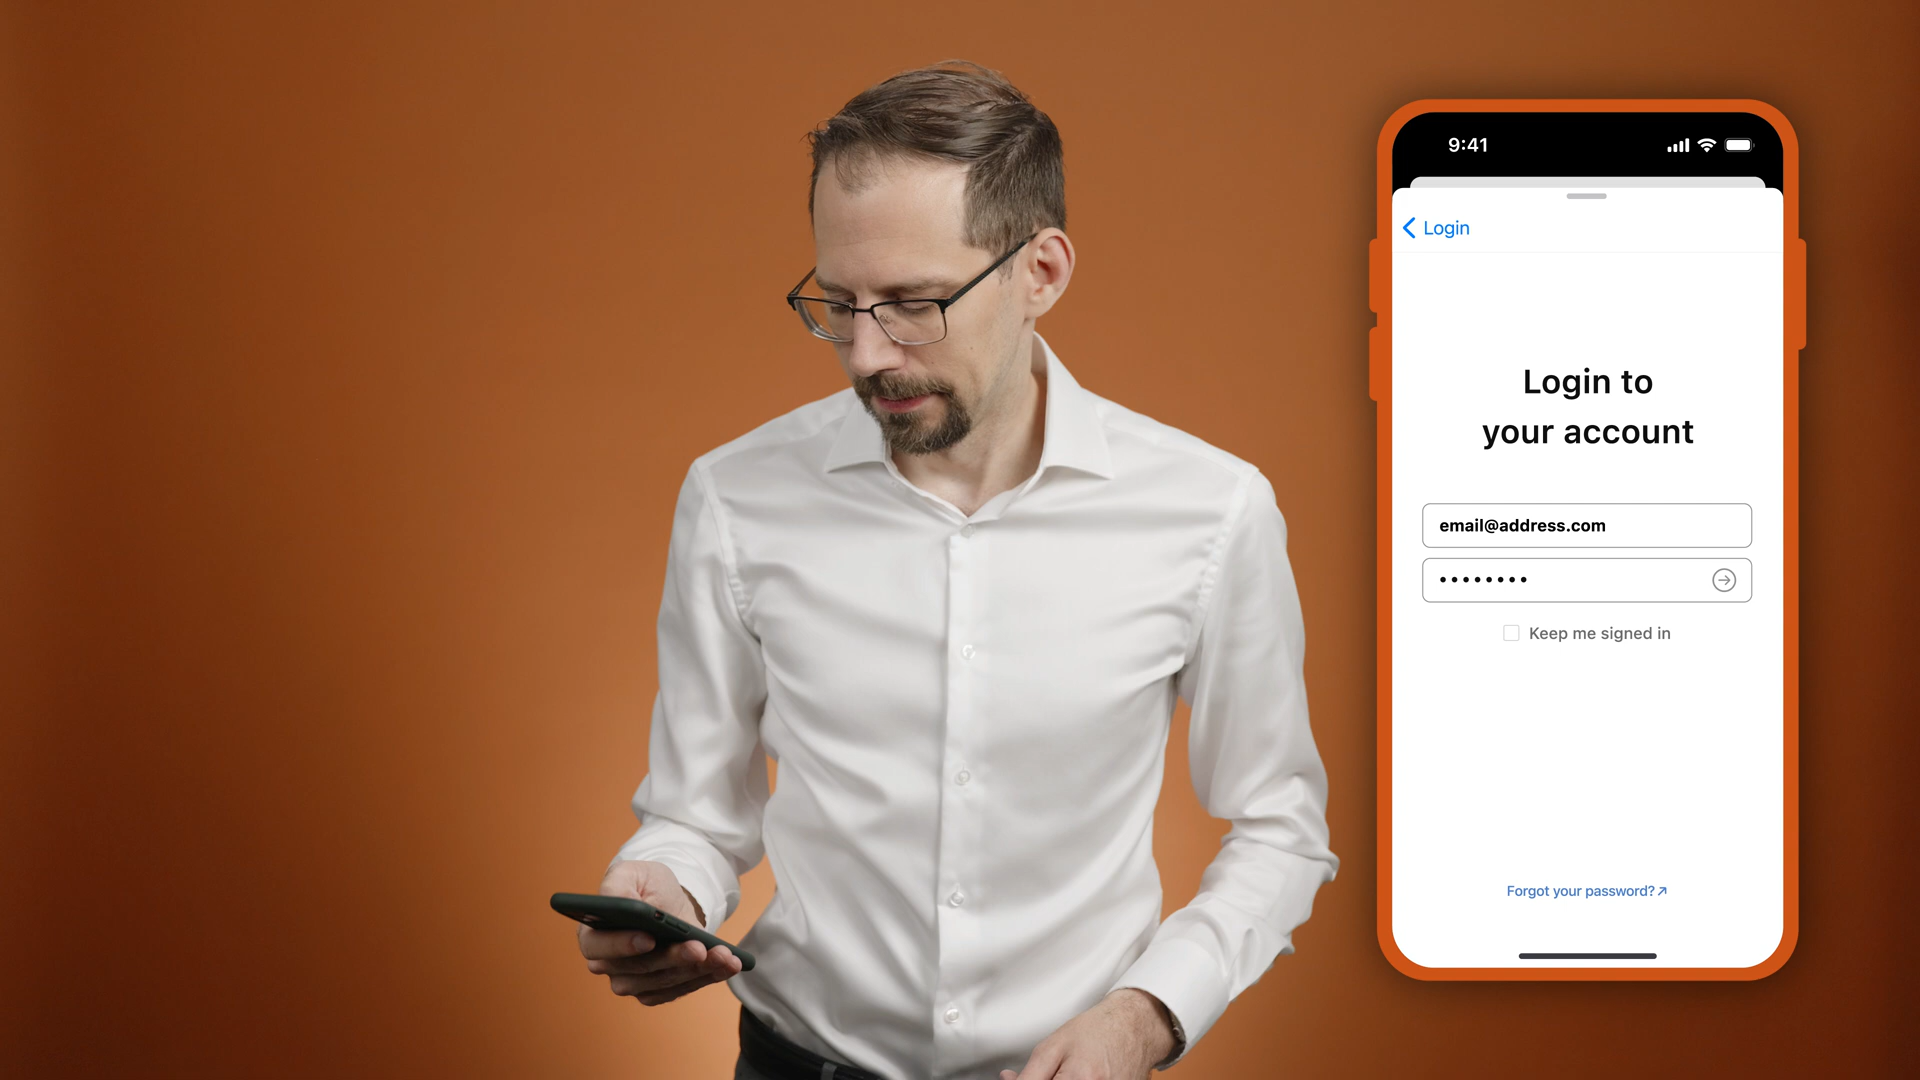 9:41
Login
Login to
your account
email@address.com
••••••••
Keep me signed in
Forgot your password?↗